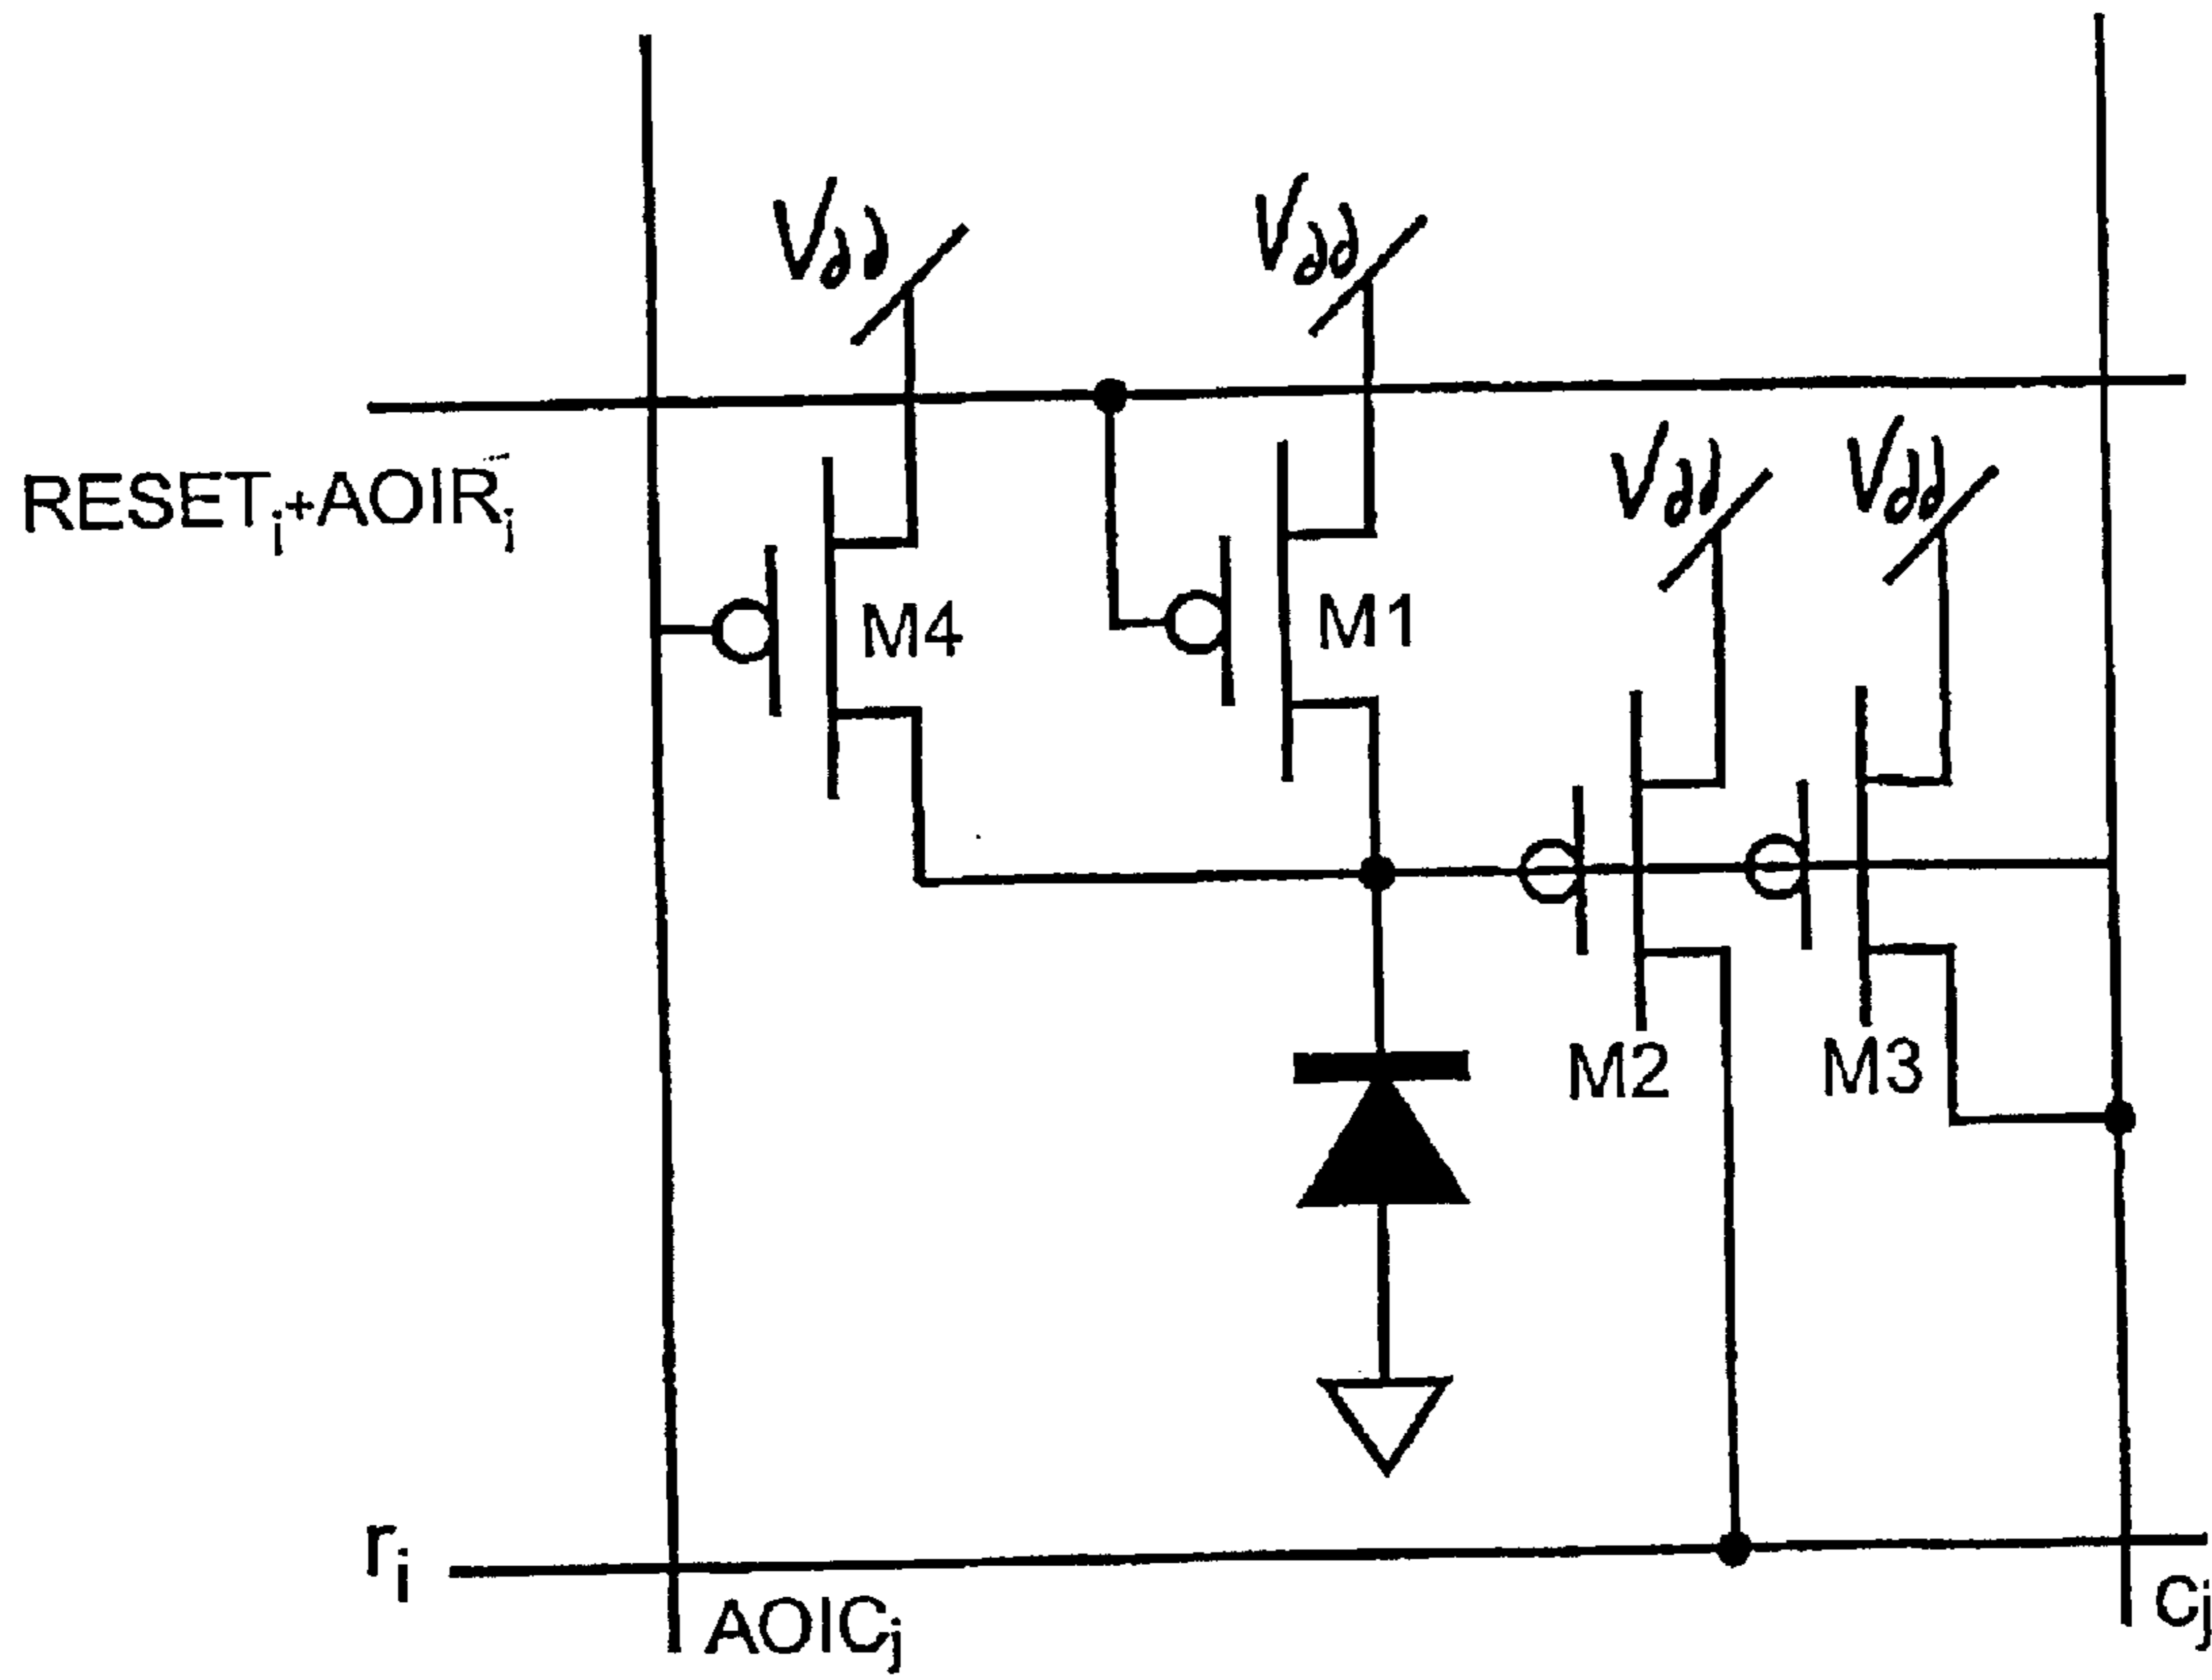 Vdd
Vdd
RESETi+AOIRj
Vdd
Vdd
M4
M1
M2
M3
ri
AOICj
cj